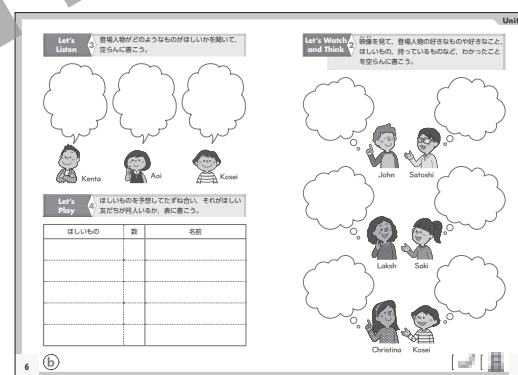 Unit
Let's Listen 3 登場人物がどのようなものがほしいかを聞いて,
空らんに書こう。
Kenta
Aoi
Kosei
Let's Play 4 ほしいものを予想してたずね合い, それがほしい
友だちが何人いるか, 表に書こう。
ほしいもの 数 名前
6
b
Let's Watch and Think 2 映像を見て, 登場人物の好きなものや好きなこと,
ほしいもの, 持っているものなど, わかったこと
を空らんに書こう。
John
Satoshi
Laksh
Saki
Christina
Kosei